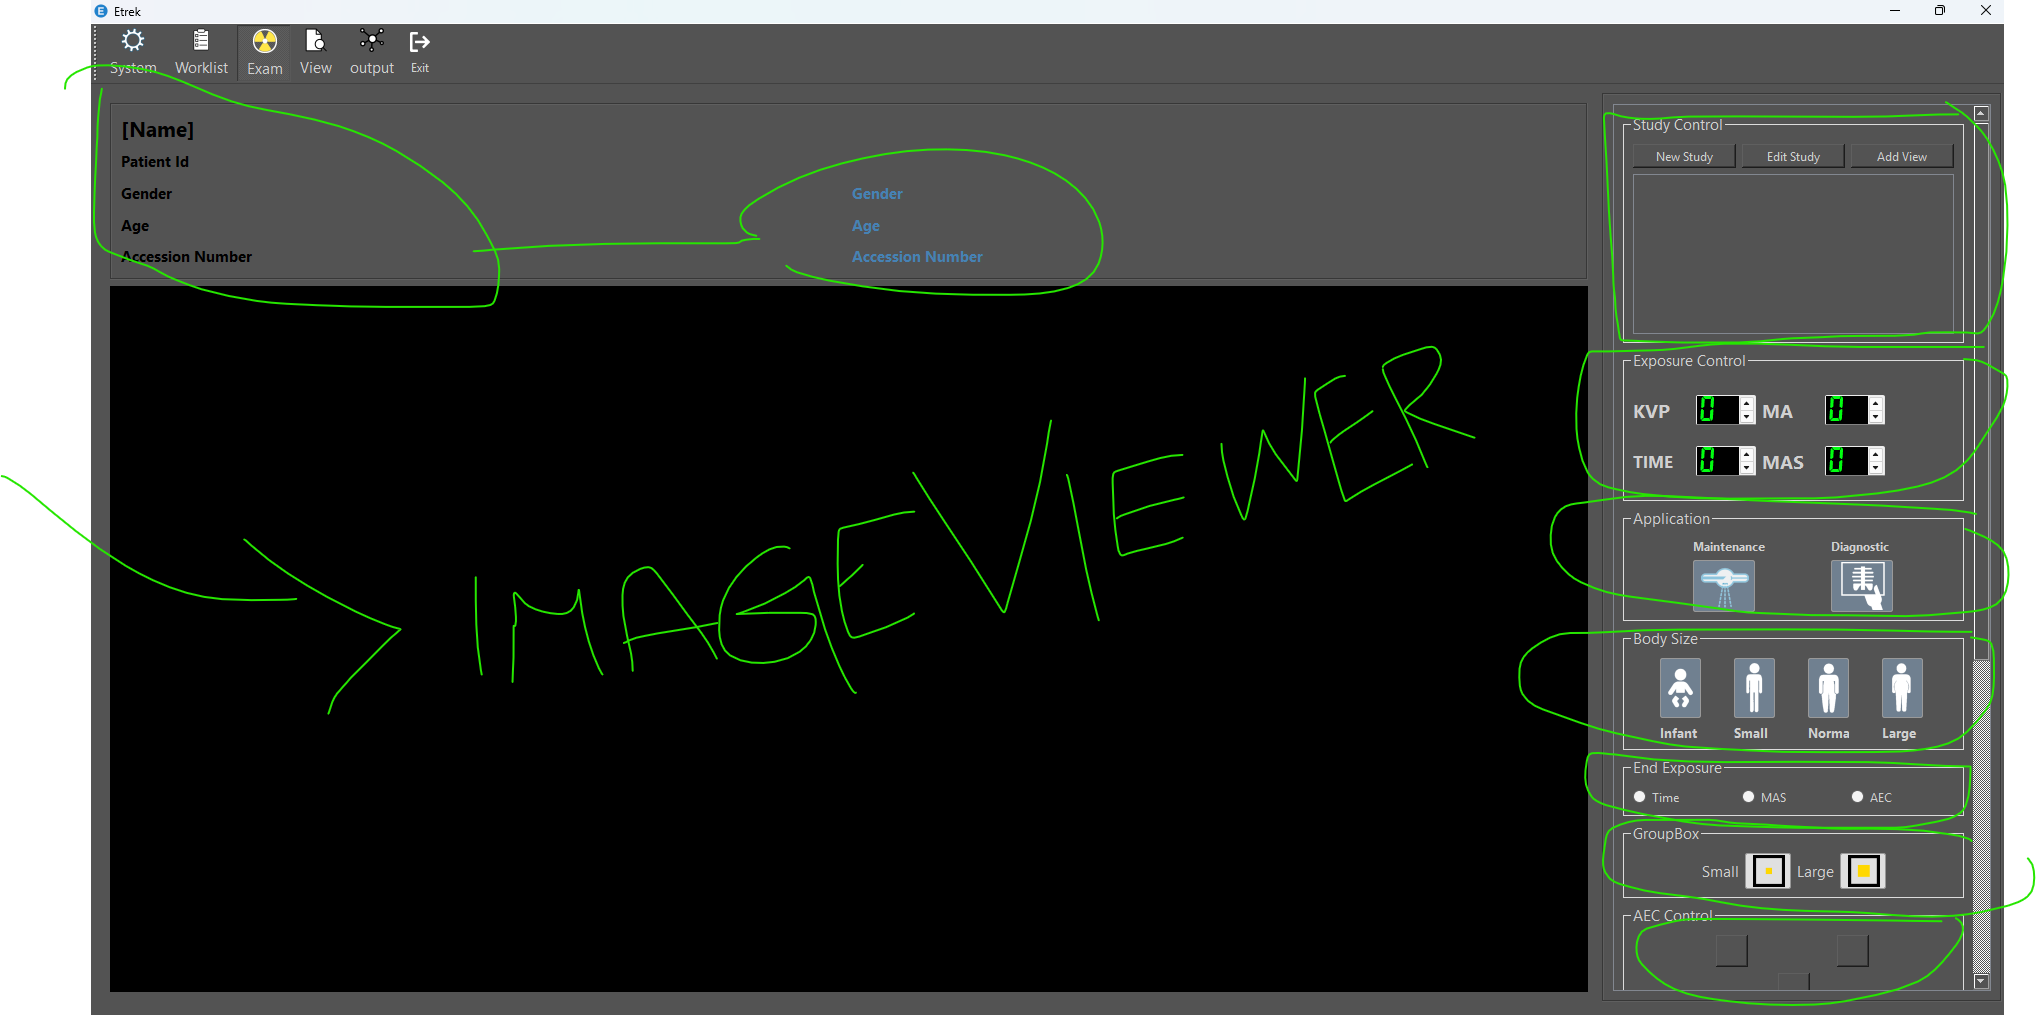 Etrek
System Worklist Exam View output Exit
[Name]
Patient Id
Gender Gender
Age Age
Accession Number Accession Number
IMAGE VIEWER
Study Control
New Study Edit Study Add View
Exposure Control
KVP 0 MA 0
TIME 0 MAS 0
Application
Maintenance Diagnostic
Body Size
Infant Small Norma Large
End Exposure
Time MAS AEC
GroupBox
Small Large
AEC Control